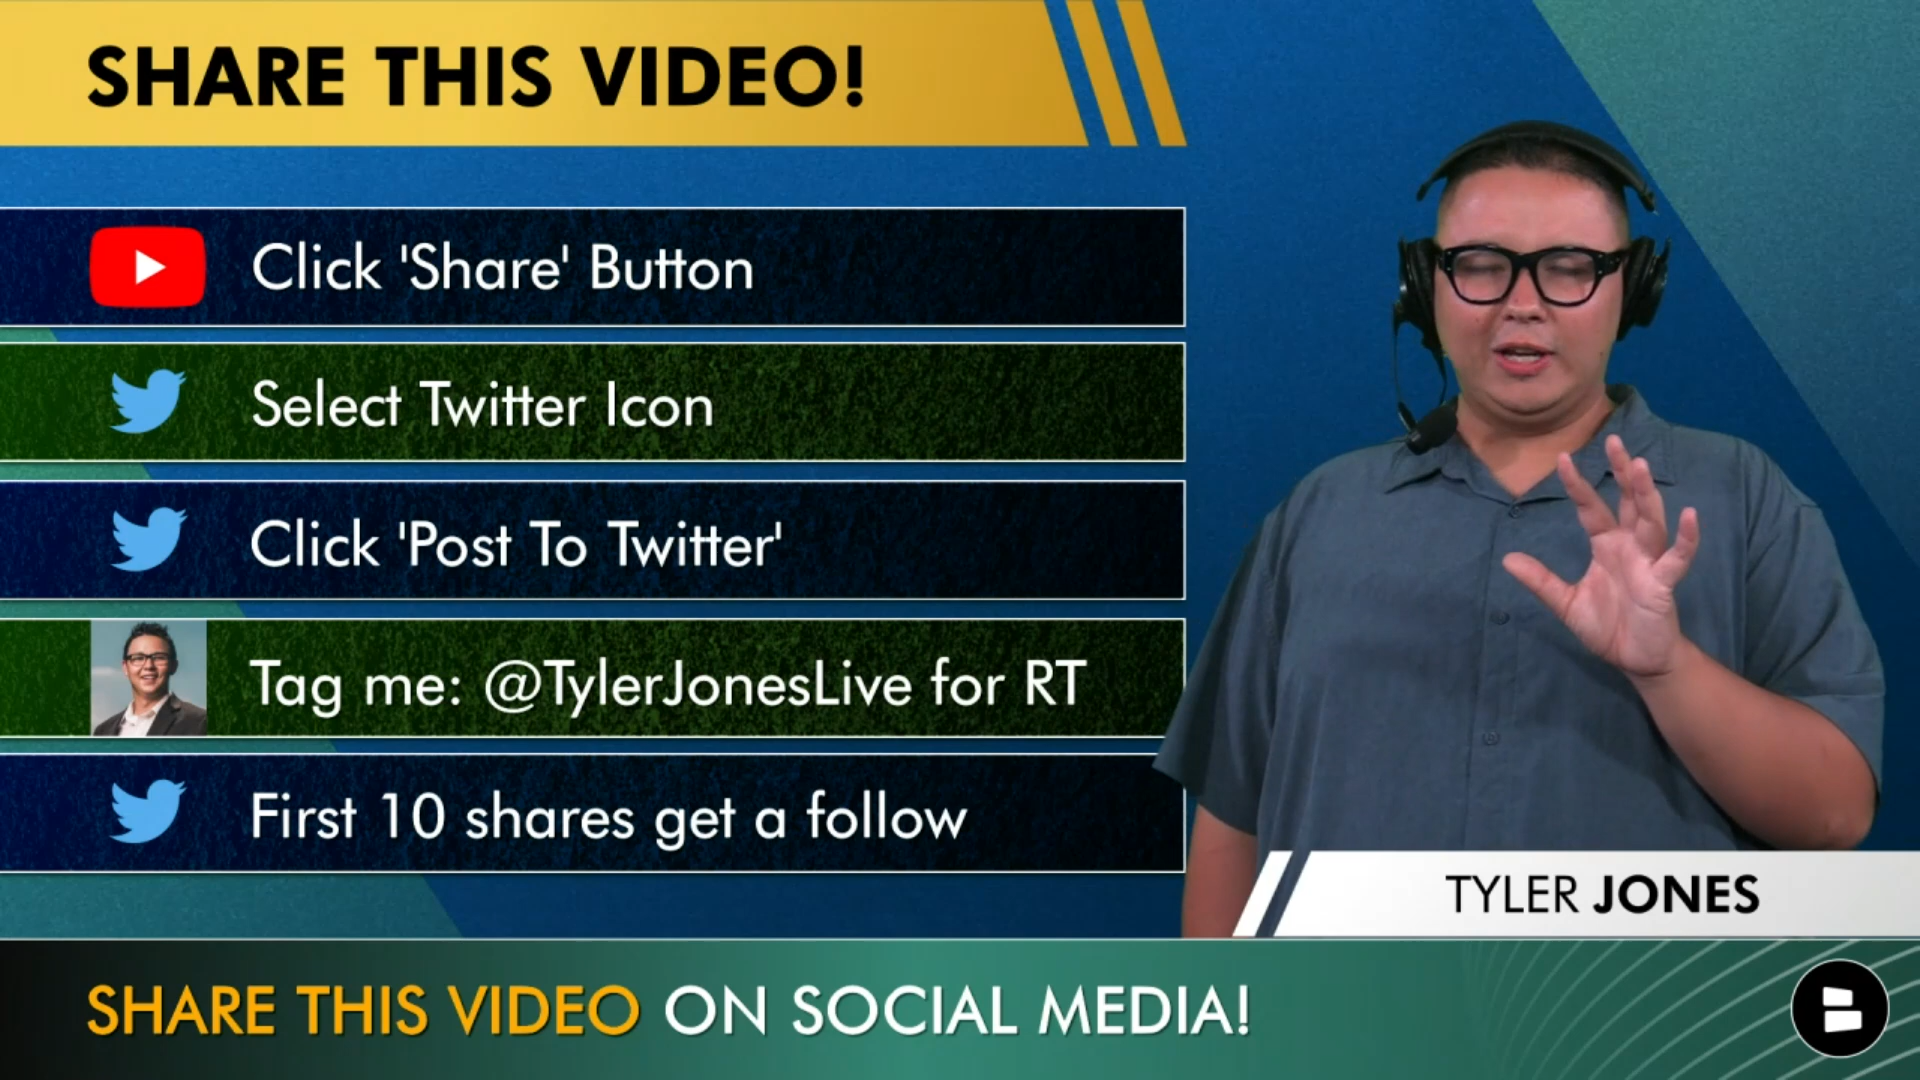 SHARE THIS VIDEO!
Click 'Share' Button
Select Twitter Icon
Click 'Post To Twitter'
Tag me: @TylerJonesLive for RT
First 10 shares get a follow
TYLER JONES
SHARE THIS VIDEO ON SOCIAL MEDIA!